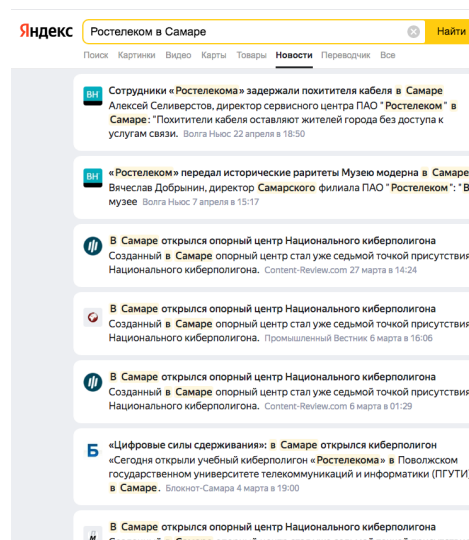 Яндекс
Ростелеком в Самаре
Найти
Поиск Картинки Видео Карты Товары Новости Переводчик Все
ВН
Сотрудники «Ростелекома» задержали похитителя кабеля в Самаре
Алексей Селиверстов, директор сервисного центра ПАО "Ростелеком" в
Самаре: "Похитители кабеля оставляют жителей города без доступа к
услугам связи. Волга Ньюс 22 апреля в 18:50
ВН
«Ростелеком» передал исторические раритеты Музею модерна в Самаре
Вячеслав Добрынин, директор Самарского филиала ПАО "Ростелеком": "В
музее Волга Ньюс 7 апреля в 15:17
В Самаре открылся опорный центр Национального киберполигона
Созданный в Самаре опорный центр стал уже седьмой точкой присутствия
Национального киберполигона. Content-Review.com 27 марта в 14:24
В Самаре открылся опорный центр Национального киберполигона
Созданный в Самаре опорный центр стал уже седьмой точкой присутствия
Национального киберполигона. Промышленный Вестник 6 марта в 16:06
В Самаре открылся опорный центр Национального киберполигона
Созданный в Самаре опорный центр стал уже седьмой точкой присутствия
Национального киберполигона. Content-Review.com 6 марта в 01:29
Б
«Цифровые силы сдерживания»: в Самаре открылся киберполигон
«Сегодня открыли учебный киберполигон «Ростелекома» в Поволжском
государственном университете телекоммуникаций и информатики (ПГУТИ)
в Самаре. Блокнот-Самара 4 марта в 19:00
В Самаре открылся опорный центр Национального киберполигона